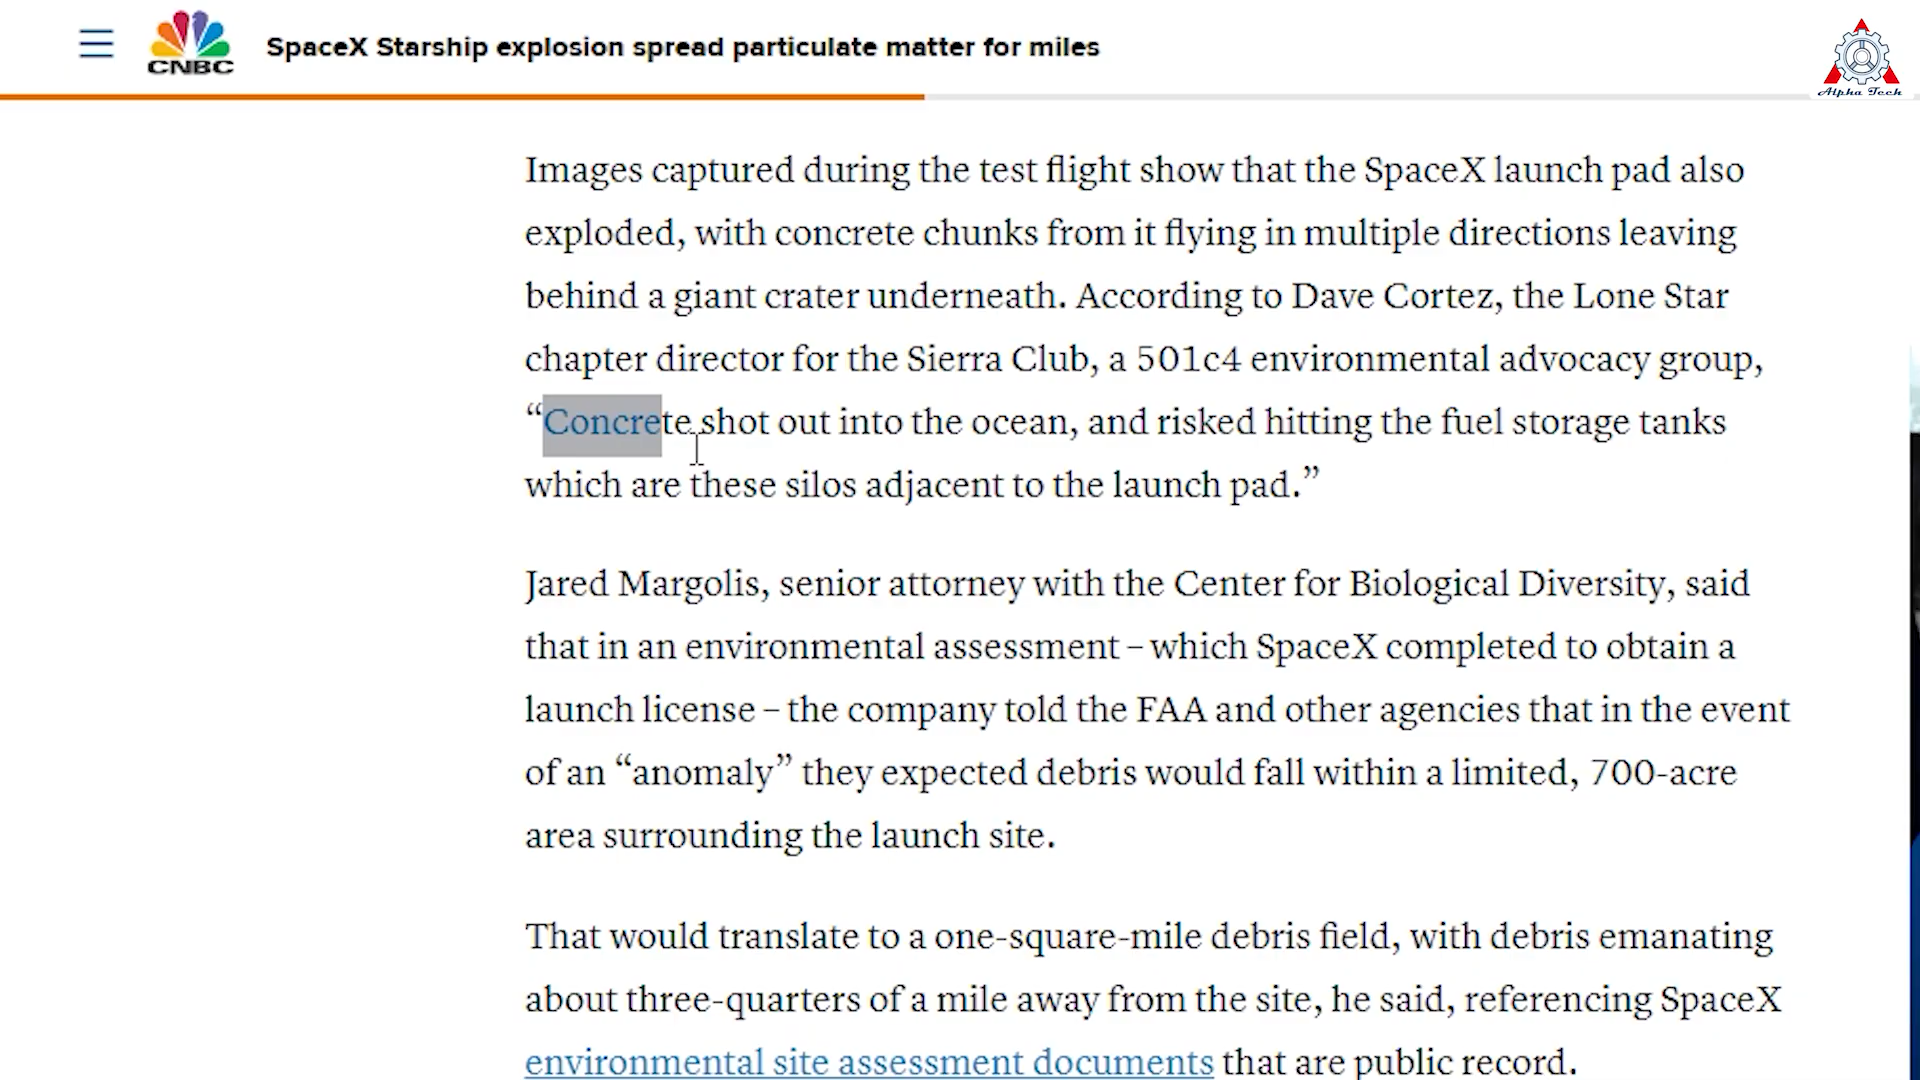 CNBC
SpaceX Starship explosion spread particulate matter for miles
Alpha Tech
Images captured during the test flight show that the SpaceX launch pad also
exploded, with concrete chunks from it flying in multiple directions leaving
behind a giant crater underneath. According to Dave Cortez, the Lone Star
chapter director for the Sierra Club, a 501c4 environmental advocacy group,
“Concrete shot out into the ocean, and risked hitting the fuel storage tanks
which are these silos adjacent to the launch pad.”
Jared Margolis, senior attorney with the Center for Biological Diversity, said
that in an environmental assessment – which SpaceX completed to obtain a
launch license – the company told the FAA and other agencies that in the event
of an “anomaly” they expected debris would fall within a limited, 700-acre
area surrounding the launch site.
That would translate to a one-square-mile debris field, with debris emanating
about three-quarters of a mile away from the site, he said, referencing SpaceX
environmental site assessment documents that are public record.